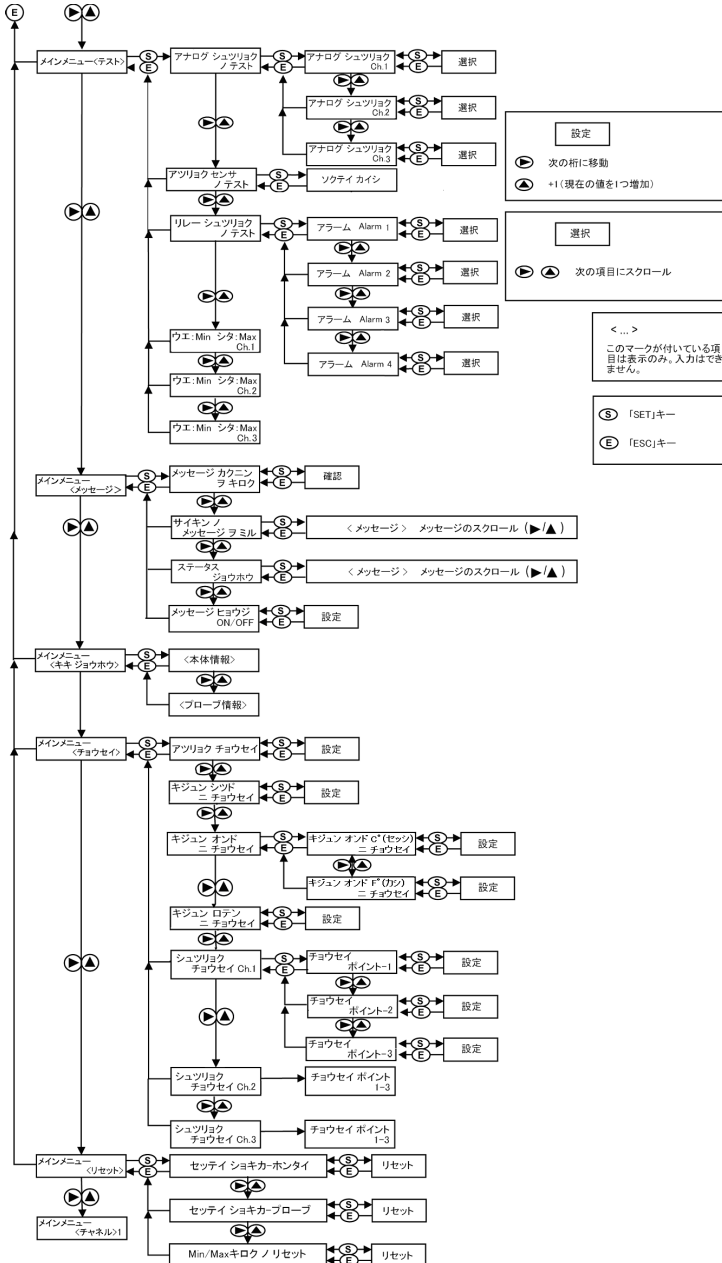 E
メインメニュー<テスト>
S
E
アナログ シュツリョク
ノ テスト
S
E
アナログ シュツリョク
Ch.1
S
E
選択
アナログ シュツリョク
Ch.2
S
E
選択
アナログ シュツリョク
Ch.3
S
E
選択
アツリョク センサ
ノ テスト
S
E
ソクテイ カイシ
リレー シュツリョク
ノ テスト
S
E
アラーム Alarm 1
S
E
選択
アラーム Alarm 2
S
E
選択
アラーム Alarm 3
S
E
選択
アラーム Alarm 4
S
E
選択
ウエ:Min シタ:Max
Ch.1
ウエ:Min シタ:Max
Ch.2
ウエ:Min シタ:Max
Ch.3
設定
次の桁に移動
+1(現在の値を1つ増加)
選択
次の項目にスクロール
< ... >
このマークが付いている項
目は表示のみ。入力はでき
ません。
S 「SET」キー
E 「ESC」キー
メインメニュー
<メッセージ>
S
E
メッセージ カクニン
ヲ キロク
S
E
確認
サイキン ノ
メッセージ ヲ ミル
S
E
<メッセージ> メッセージのスクロール (▶/▲)
ステータス
ジョウホウ
S
E
<メッセージ> メッセージのスクロール (▶/▲)
メッセージ ヒョウジ
ON/OFF
S
E
設定
メインメニュー
<キキ ジョウホウ>
S
E
<本体情報>
<プローブ情報>
メインメニュー
<チョウセイ>
S
E
アツリョク チョウセイ
S
E
設定
キジュン シツド
ニ チョウセイ
S
E
設定
キジュン オンド
ニ チョウセイ
S
E
キジュン オンド C°(セッシ)
ニ チョウセイ
S
E
設定
キジュン オンド F°(カシ)
ニ チョウセイ
S
E
設定
キジュン ロテン
ニ チョウセイ
S
E
設定
シュツリョク
チョウセイ Ch.1
S
E
チョウセイ
ポイント-1
S
E
設定
チョウセイ
ポイント-2
S
E
設定
チョウセイ
ポイント-3
S
E
設定
シュツリョク
チョウセイ Ch.2
チョウセイ ポイント
1-3
シュツリョク
チョウセイ Ch.3
チョウセイ ポイント
1-3
メインメニュー
<リセット>
S
E
セッテイ ショキカ-ホンタイ
S
E
リセット
セッテイ ショキカ-プローブ
S
E
リセット
Min/Maxキロク ノ リセット
S
E
リセット
メインメニュー
<チャネル>1